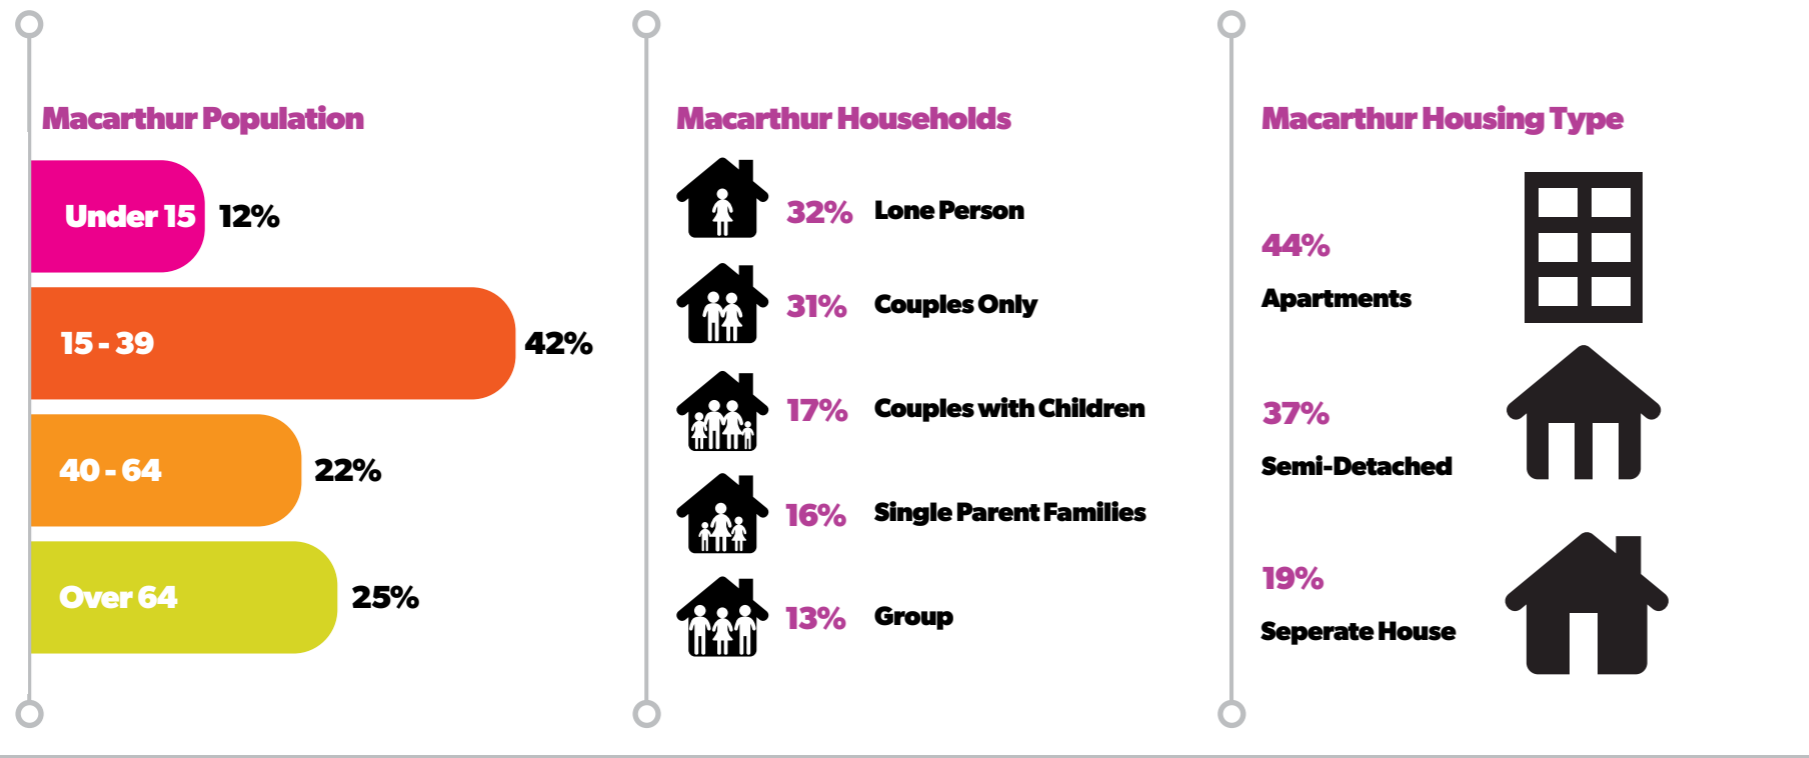 Macarthur Population
Under 15 12%
15 - 39 42%
40 - 64 22%
Over 64 25%
Macarthur Households
32% Lone Person
31% Couples Only
17% Couples with Children
16% Single Parent Families
13% Group
Macarthur Housing Type
44%
Apartments
37%
Semi-Detached
19%
Seperate House